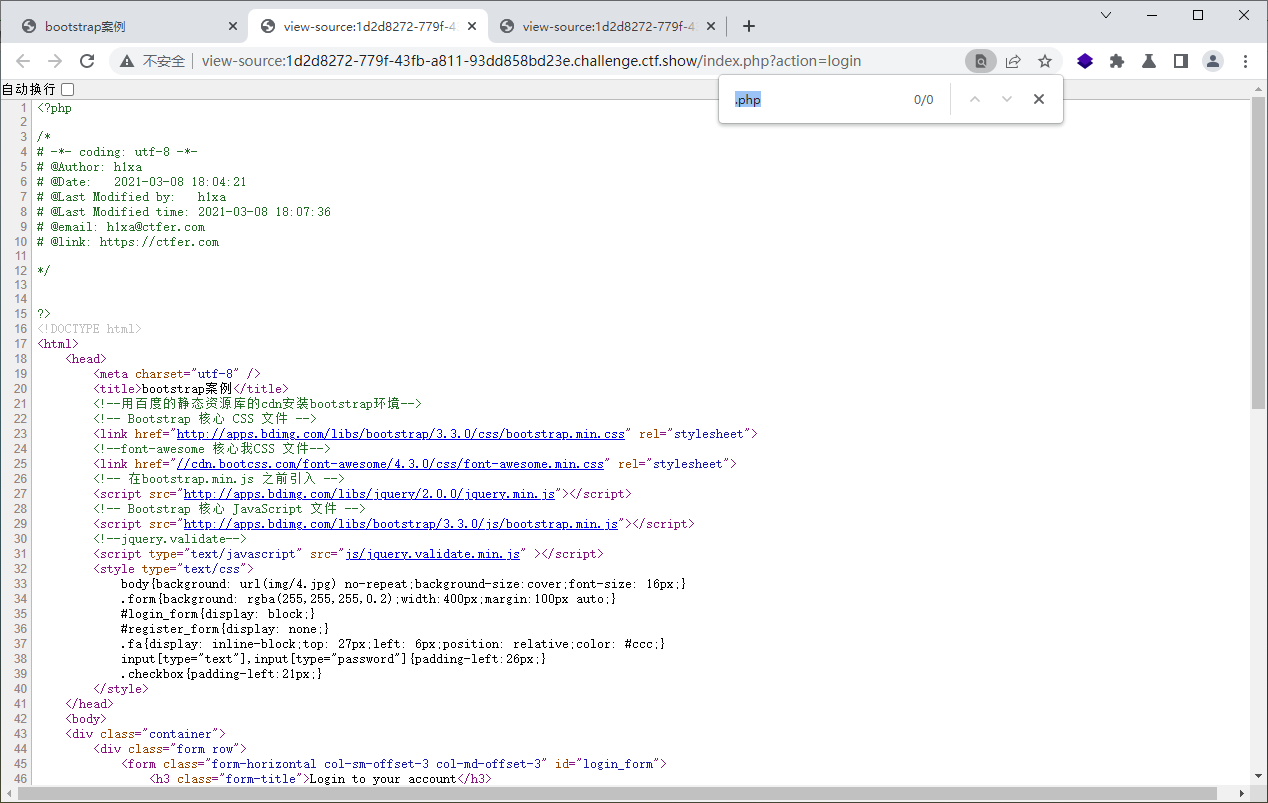 bootstrap案例
view-source:1d2d8272-779f-4
view-source:1d2d8272-779f-4
不安全
view-source:1d2d8272-779f-43fb-a811-93dd858bd23e.challenge.ctf.show/index.php?action=login
.php 0/0
自动换行
1 <?php
2
3 /*
4 # -*- coding: utf-8 -*-
5 # @Author: h1xa
6 # @Date:   2021-03-08 18:04:21
7 # @Last Modified by:   h1xa
8 # @Last Modified time: 2021-03-08 18:07:36
9 # @email: h1xa@ctfer.com
10 # @link: https://ctfer.com
11
12 */
13
14
15 ?>
16 <!DOCTYPE html>
17 <html>
18     <head>
19         <meta charset="utf-8" />
20         <title>bootstrap案例</title>
21         <!--用百度的静态资源库的cdn安装bootstrap环境-->
22         <!-- Bootstrap 核心 CSS 文件 -->
23         <link href="http://apps.bdimg.com/libs/bootstrap/3.3.0/css/bootstrap.min.css" rel="stylesheet">
24         <!--font-awesome 核心我CSS 文件-->
25         <link href="//cdn.bootcss.com/font-awesome/4.3.0/css/font-awesome.min.css" rel="stylesheet">
26         <!-- 在bootstrap.min.js 之前引入 -->
27         <script src="http://apps.bdimg.com/libs/jquery/2.0.0/jquery.min.js"></script>
28         <!-- Bootstrap 核心 JavaScript 文件 -->
29         <script src="http://apps.bdimg.com/libs/bootstrap/3.3.0/js/bootstrap.min.js"></script>
30         <!--jquery.validate-->
31         <script type="text/javascript" src="js/jquery.validate.min.js" ></script>
32         <style type="text/css">
33             body{background: url(img/4.jpg) no-repeat;background-size:cover;font-size: 16px;}
34             .form{background: rgba(255,255,255,0.2);width:400px;margin:100px auto;}
35             #login_form{display: block;}
36             #register_form{display: none;}
37             .fa{display: inline-block;top: 27px;left: 6px;position: relative;color: #ccc;}
38             input[type="text"],input[type="password"]{padding-left:26px;}
39             .checkbox{padding-left:21px;}
40         </style>
41     </head>
42     <body>
43     <div class="container">
44         <div class="form row">
45             <form class="form-horizontal col-sm-offset-3 col-md-offset-3" id="login_form">
46                 <h3 class="form-title">Login to your account</h3>